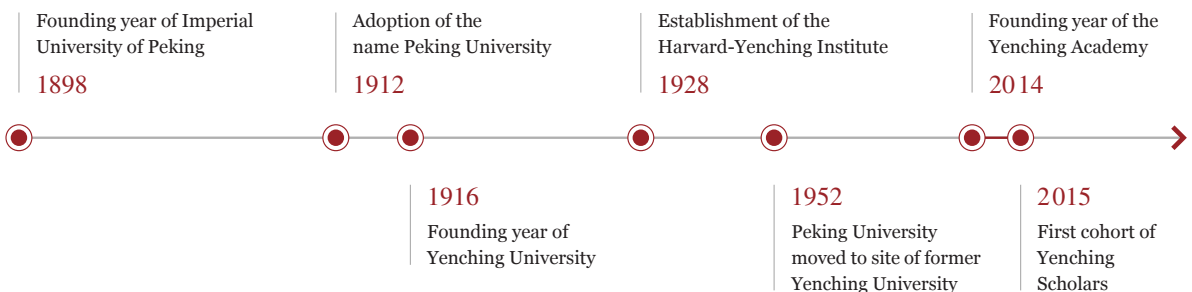 Founding year of Imperial
University of Peking
1898
Adoption of the
name Peking University
1912
Establishment of the
Harvard-Yenching Institute
1928
Founding year of the
Yenching Academy
2014
1916
Founding year of
Yenching University
1952
Peking University
moved to site of former
Yenching University
2015
First cohort of
Yenching
Scholars